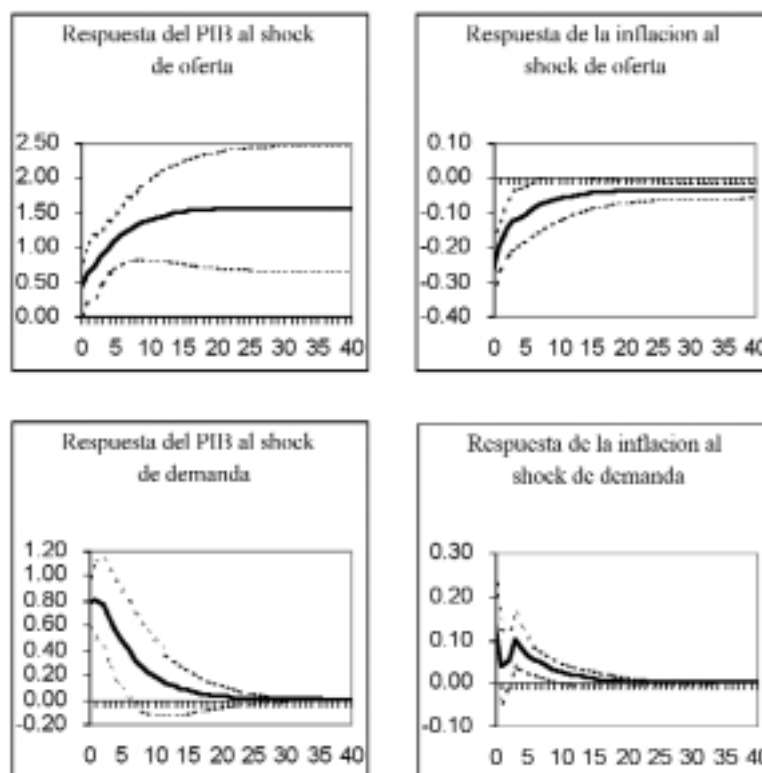 Respuesta del PIB al shock
de oferta
2.50
2.00
1.50
1.00
0.50
0.00
0 5 10 15 20 25 30 35 40
Respuesta de la inflacion al
shock de oferta
0.10
0.00
-0.10
-0.20
-0.30
-0.40
0 5 10 15 20 25 30 35 40
Respuesta del PIB al shock
de demanda
1.20
1.00
0.80
0.60
0.40
0.20
0.00
-0.20
0 5 10 15 20 25 30 35 40
Respuesta de la inflacion al
shock de demanda
0.30
0.20
0.10
0.00
-0.10
0 5 10 15 20 25 30 35 40